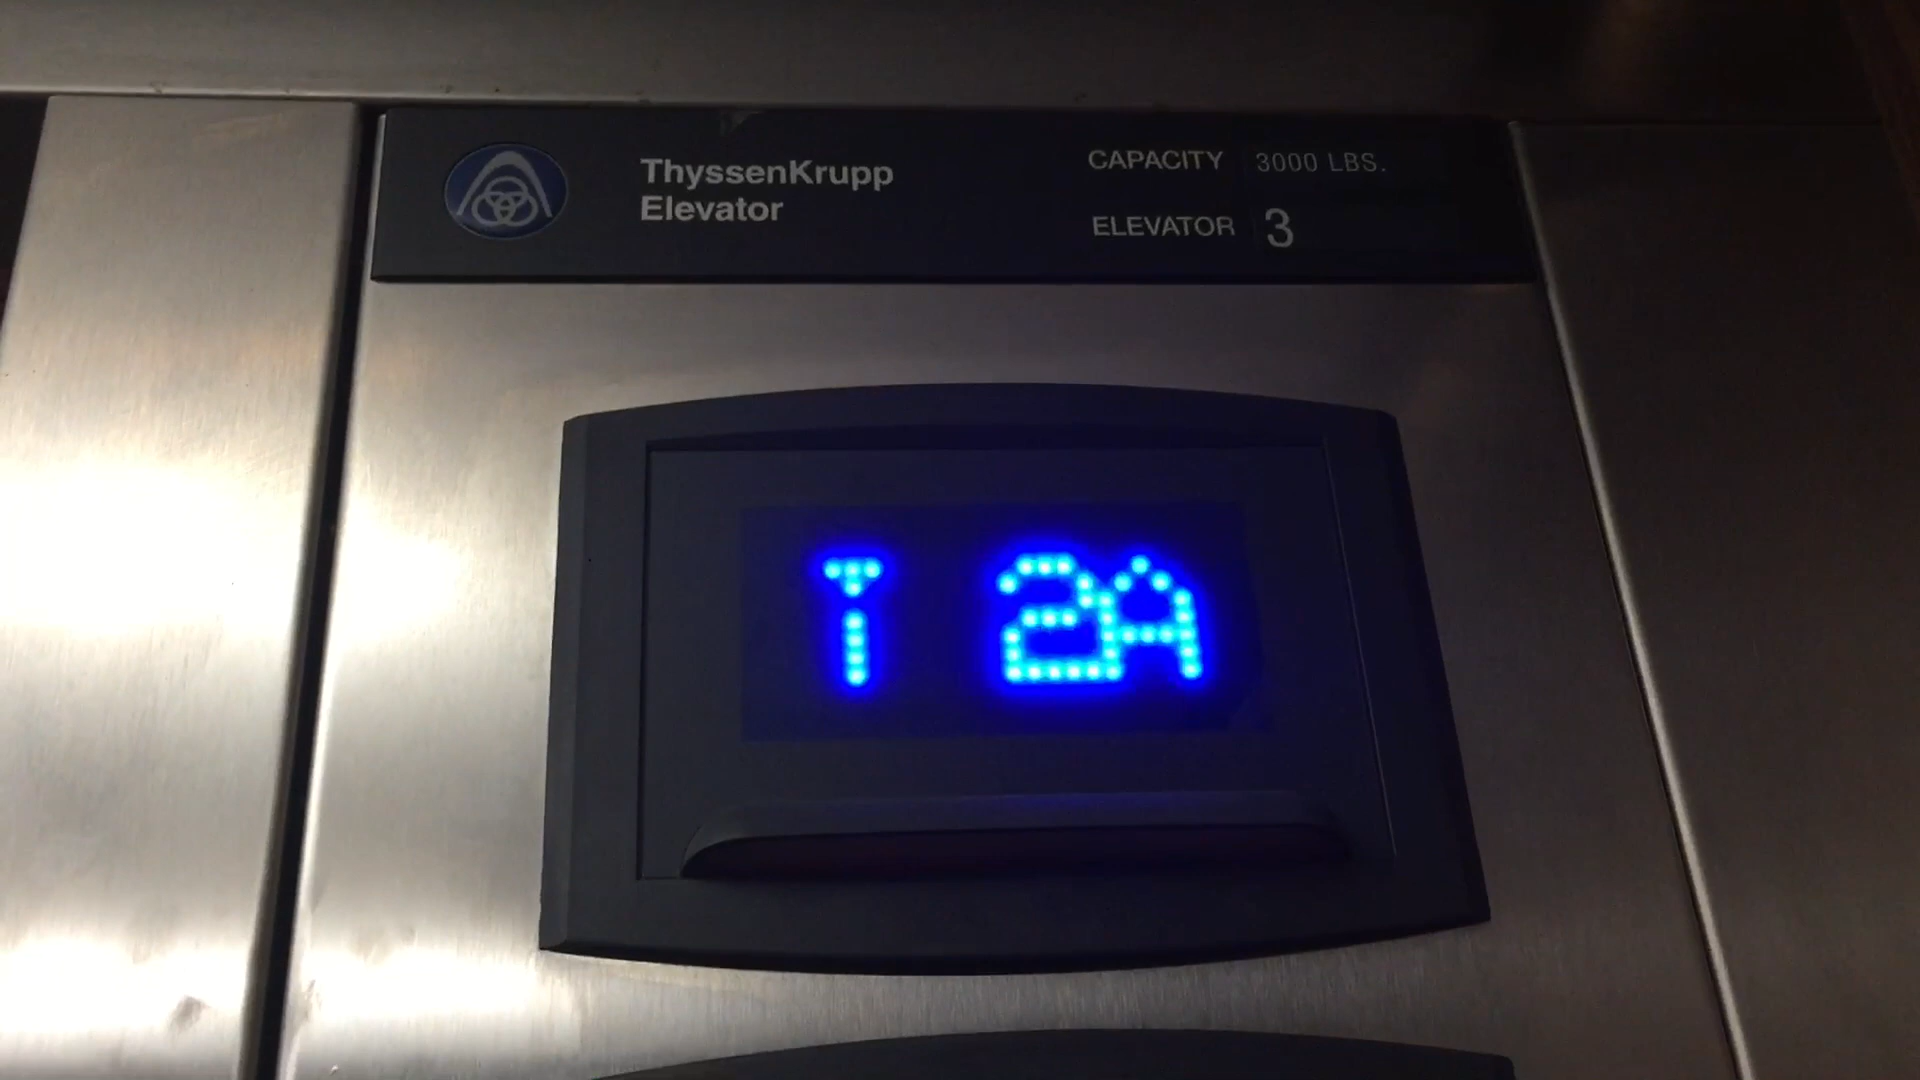 ThyssenKrupp
Elevator
CAPACITY 3000 LBS.
ELEVATOR 3
2A